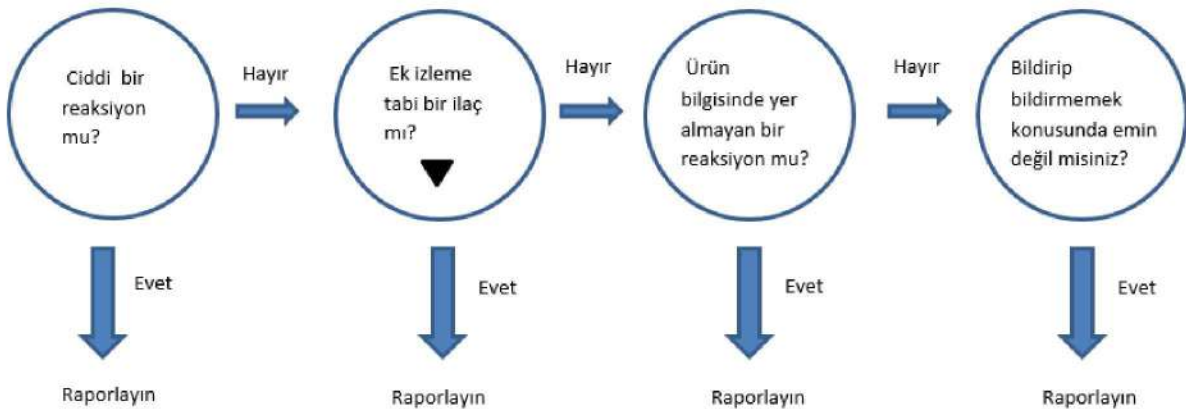 Ciddi bir
reaksiyon
mu?
Hayır
Ek izleme
tabi bir ilaç
mı?
Hayır
Ürün
bilgisinde yer
almayan bir
reaksiyon mu?
Hayır
Bildirip
bildirmemek
konusunda emin
değil misiniz?
Evet
Evet
Evet
Evet
Raporlayın
Raporlayın
Raporlayın
Raporlayın